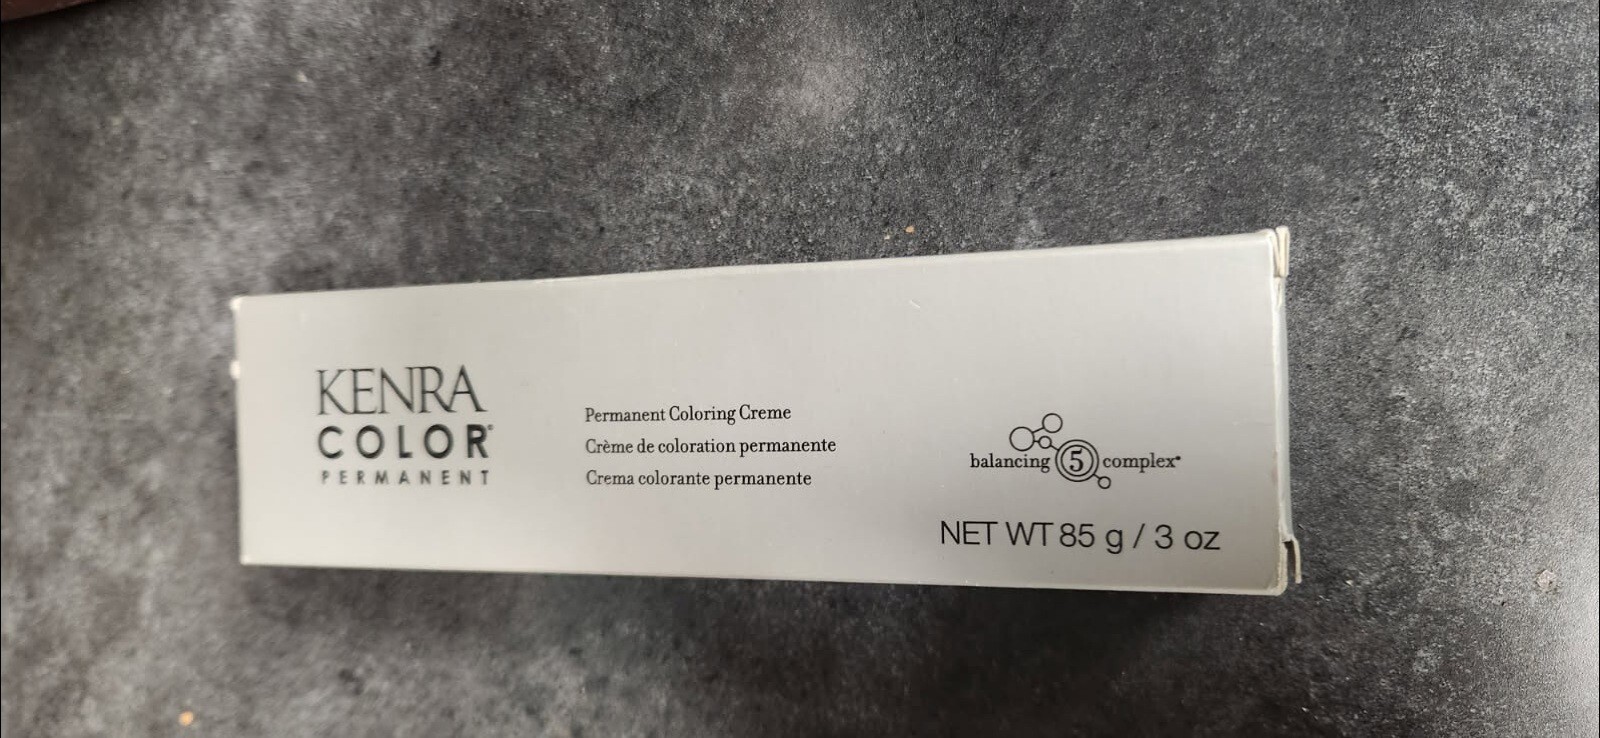 KENRA
COLOR®
PERMANENT
Permanent Coloring Creme
Crème de coloration permanente
Crema colorante permanente
balancing 5 complex*
NET WT 85 g / 3 oz